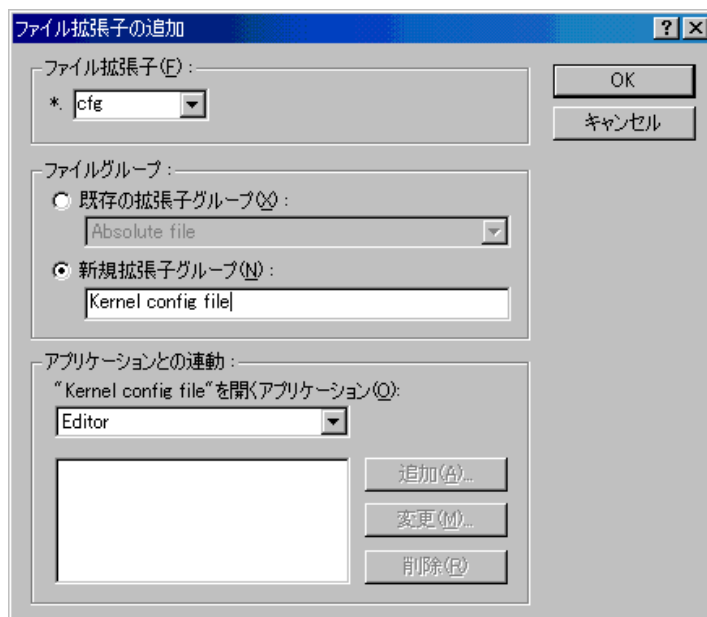 ファイル拡張子の追加
ファイル拡張子(F) :
*. cfg
OK
キャンセル
ファイルグループ :
既存の拡張子グループ(X) :
Absolute file
新規拡張子グループ(N) :
Kernel config file
アプリケーションとの連動 :
"Kernel config file"を開くアプリケーション(O):
Editor
追加(A)...
変更(M)...
削除(R)